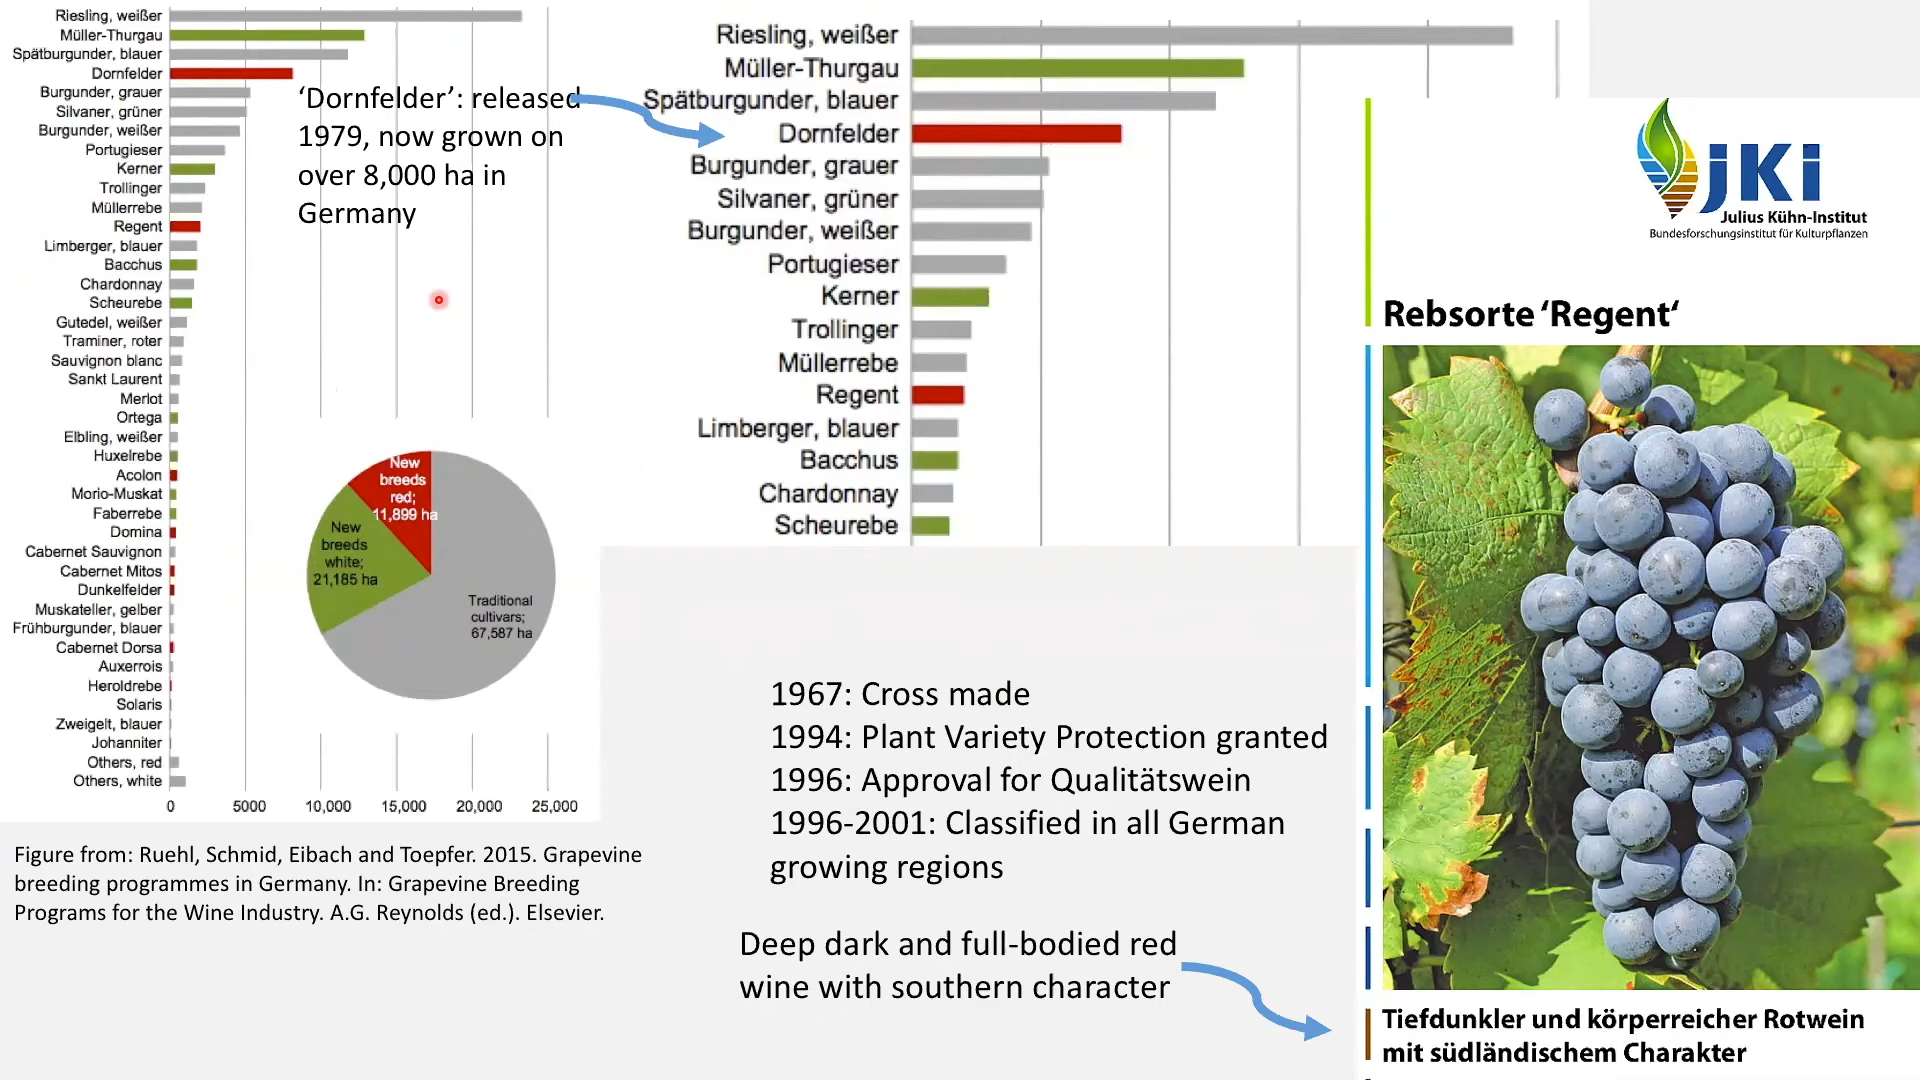 Riesling, weißer
Müller-Thurgau
Spätburgunder, blauer
Dornfelder
Burgunder, grauer
Silvaner, grüner
Burgunder, weißer
Portugieser
Kerner
Trollinger
Müllerrebe
Regent
Limberger, blauer
Bacchus
Chardonnay
Scheurebe
Gutedel, weißer
Traminer, roter
Sauvignon blanc
Sankt Laurent
Merlot
Ortega
Elbling, weißer
Huxelrebe
Acolon
Morio-Muskat
Faberrebe
Domina
Cabernet Sauvignon
Cabernet Mitos
Dunkelfelder
Muskateller, gelber
Frühburgunder, blauer
Cabernet Dorsa
Auxerrois
Heroldrebe
Solaris
Zweigelt, blauer
Johanniter
Others, red
Others, white
0 5000 10,000 15,000 20,000 25,000
‘Dornfelder’: released
1979, now grown on
over 8,000 ha in
Germany
New
breeds
red;
11,899 ha
New
breeds
white;
21,185 ha
Traditional
cultivars;
67,587 ha
Figure from: Ruehl, Schmid, Eibach and Toepfer. 2015. Grapevine
breeding programmes in Germany. In: Grapevine Breeding
Programs for the Wine Industry. A.G. Reynolds (ed.). Elsevier.
Riesling, weißer
Müller-Thurgau
Spätburgunder, blauer
Dornfelder
Burgunder, grauer
Silvaner, grüner
Burgunder, weißer
Portugieser
Kerner
Trollinger
Müllerrebe
Regent
Limberger, blauer
Bacchus
Chardonnay
Scheurebe
1967: Cross made
1994: Plant Variety Protection granted
1996: Approval for Qualitätswein
1996-2001: Classified in all German
growing regions
Deep dark and full-bodied red
wine with southern character
JKi
Julius Kühn-Institut
Bundesforschungsinstitut für Kulturpflanzen
Rebsorte ‘Regent‘
Tiefdunkler und körperreicher Rotwein
mit südländischem Charakter